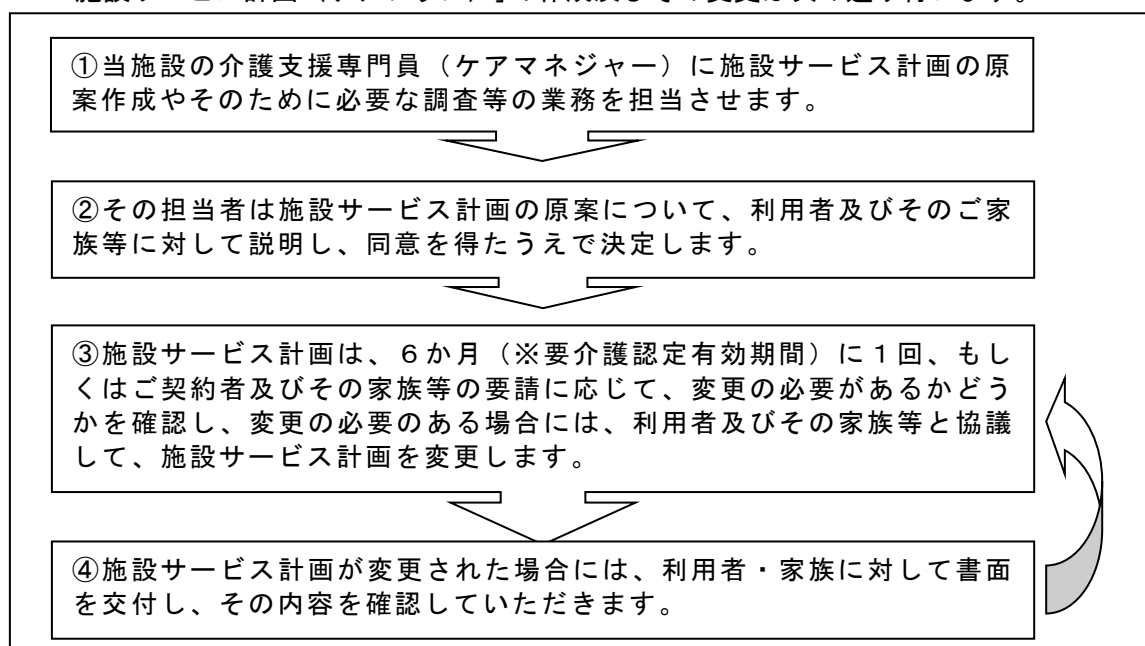 ①当施設の介護支援専門員（ケアマネジャー）に施設サービス計画の原
案作成やそのために必要な調査等の業務を担当させます。
②その担当者は施設サービス計画の原案について、利用者及びそのご家
族等に対して説明し、同意を得たうえで決定します。
③施設サービス計画は、６か月（※要介護認定有効期間）に１回、もし
くはご契約者及びその家族等の要請に応じて、変更の必要があるかどう
かを確認し、変更の必要のある場合には、利用者及びその家族等と協議
して、施設サービス計画を変更します。
④施設サービス計画が変更された場合には、利用者・家族に対して書面
を交付し、その内容を確認していただきます。